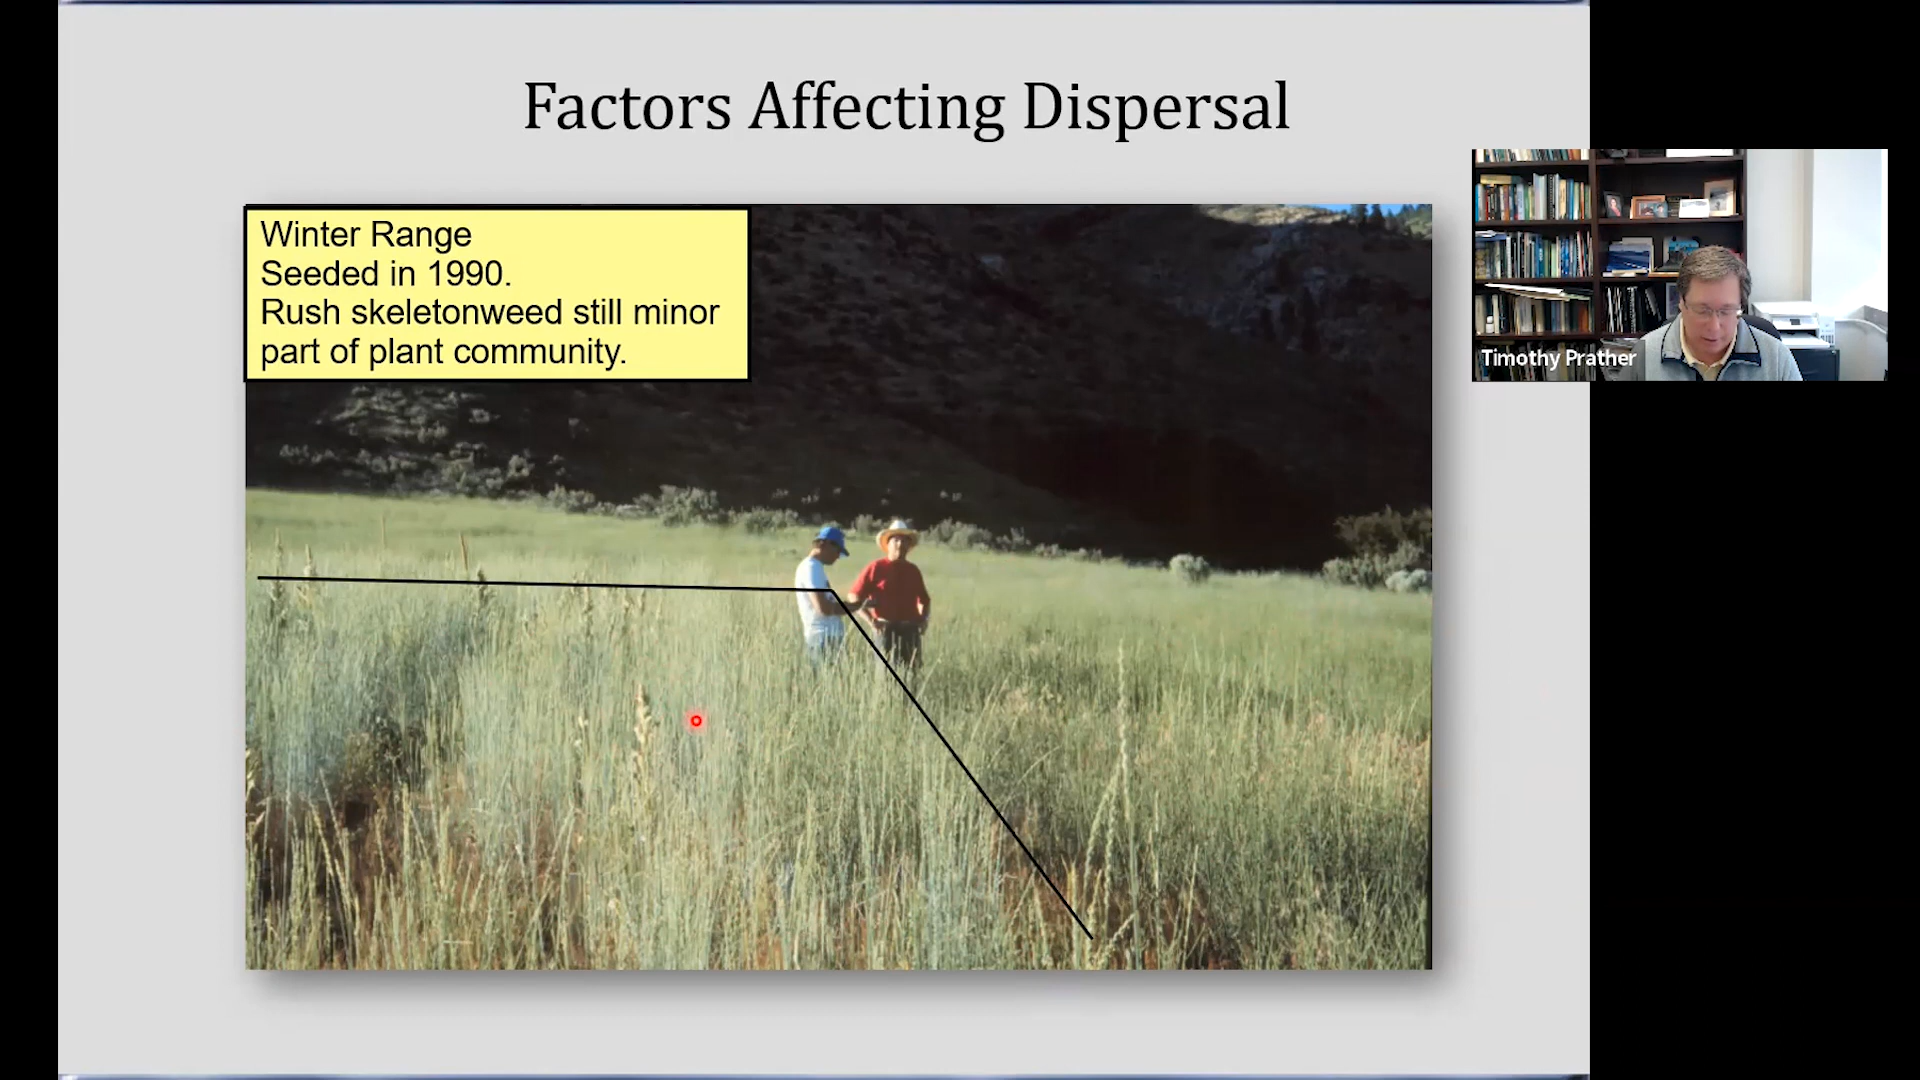 Factors Affecting Dispersal
Winter Range
Seeded in 1990.
Rush skeletonweed still minor
part of plant community.
Timothy Prather